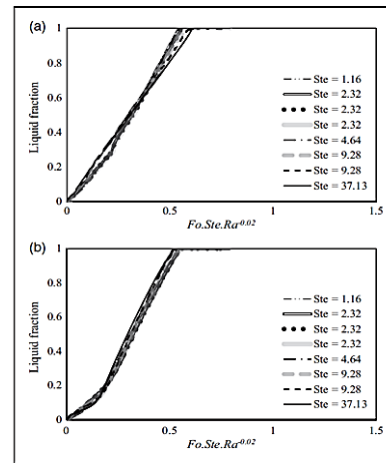 (a)
1
0.8
0.6
0.4
0.2
0
Liquid fraction
Ste = 1.16
Ste = 2.32
Ste = 2.32
Ste = 2.32
Ste = 4.64
Ste = 9.28
Ste = 9.28
Ste = 37.13
0 0.5 1 1.5
Fo.Ste.Ra^-0.02
(b)
1
0.8
0.6
0.4
0.2
0
Liquid fraction
Ste = 1.16
Ste = 2.32
Ste = 2.32
Ste = 2.32
Ste = 4.64
Ste = 9.28
Ste = 9.28
Ste = 37.13
0 0.5 1 1.5
Fo.Ste.Ra^-0.02